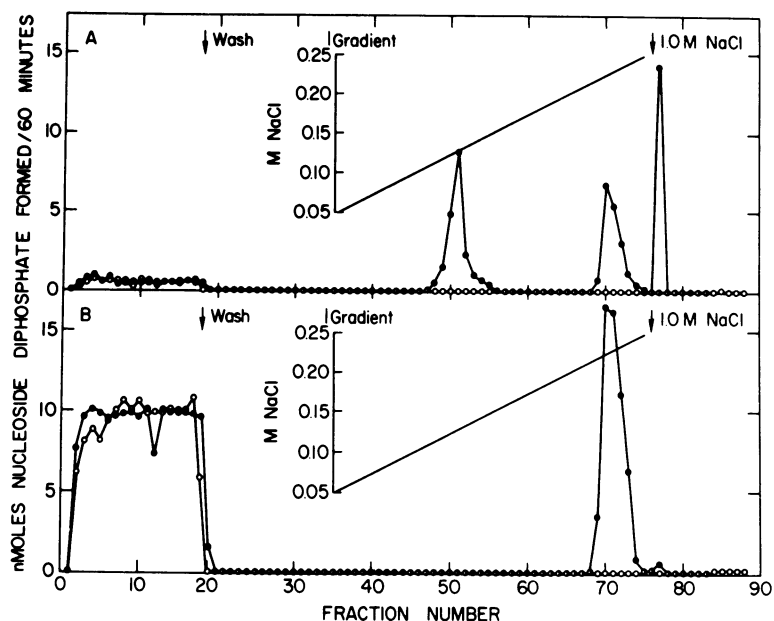 nMOLES NUCLEOSIDE DIPHOSPHATE FORMED/60 MINUTES
A
Wash
Gradient
1.0 M NaCl
15
10
5
0
M NaCl
0.25
0.20
0.15
0.10
0.05
B
Wash
Gradient
1.0 M NaCl
15
10
5
0
M NaCl
0.25
0.20
0.15
0.10
0.05
0 10 20 30 40 50 60 70 80 90
FRACTION NUMBER